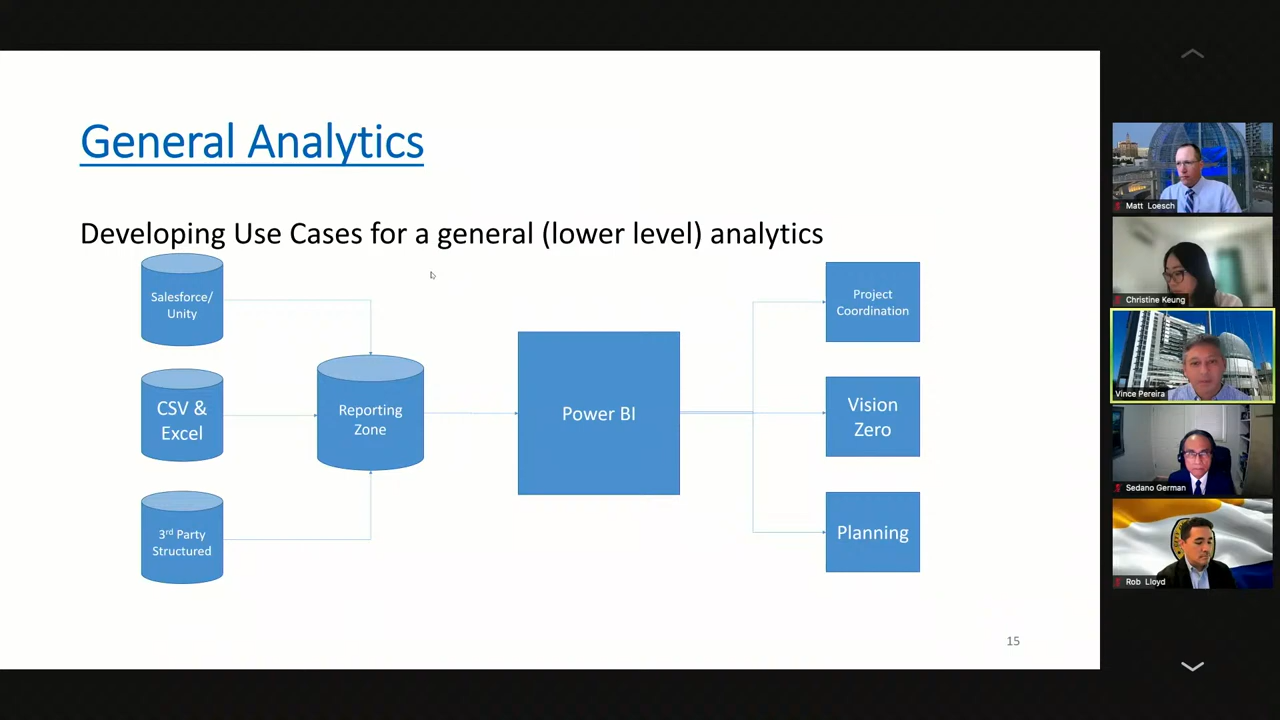 General Analytics
Developing Use Cases for a general (lower level) analytics
Salesforce/
Unity
CSV &
Excel
3rd Party
Structured
Reporting
Zone
Power BI
Project
Coordination
Vision
Zero
Planning
15
Matt Loesch
Christine Keung
Vince Pereira
Sedano German
Rob Lloyd